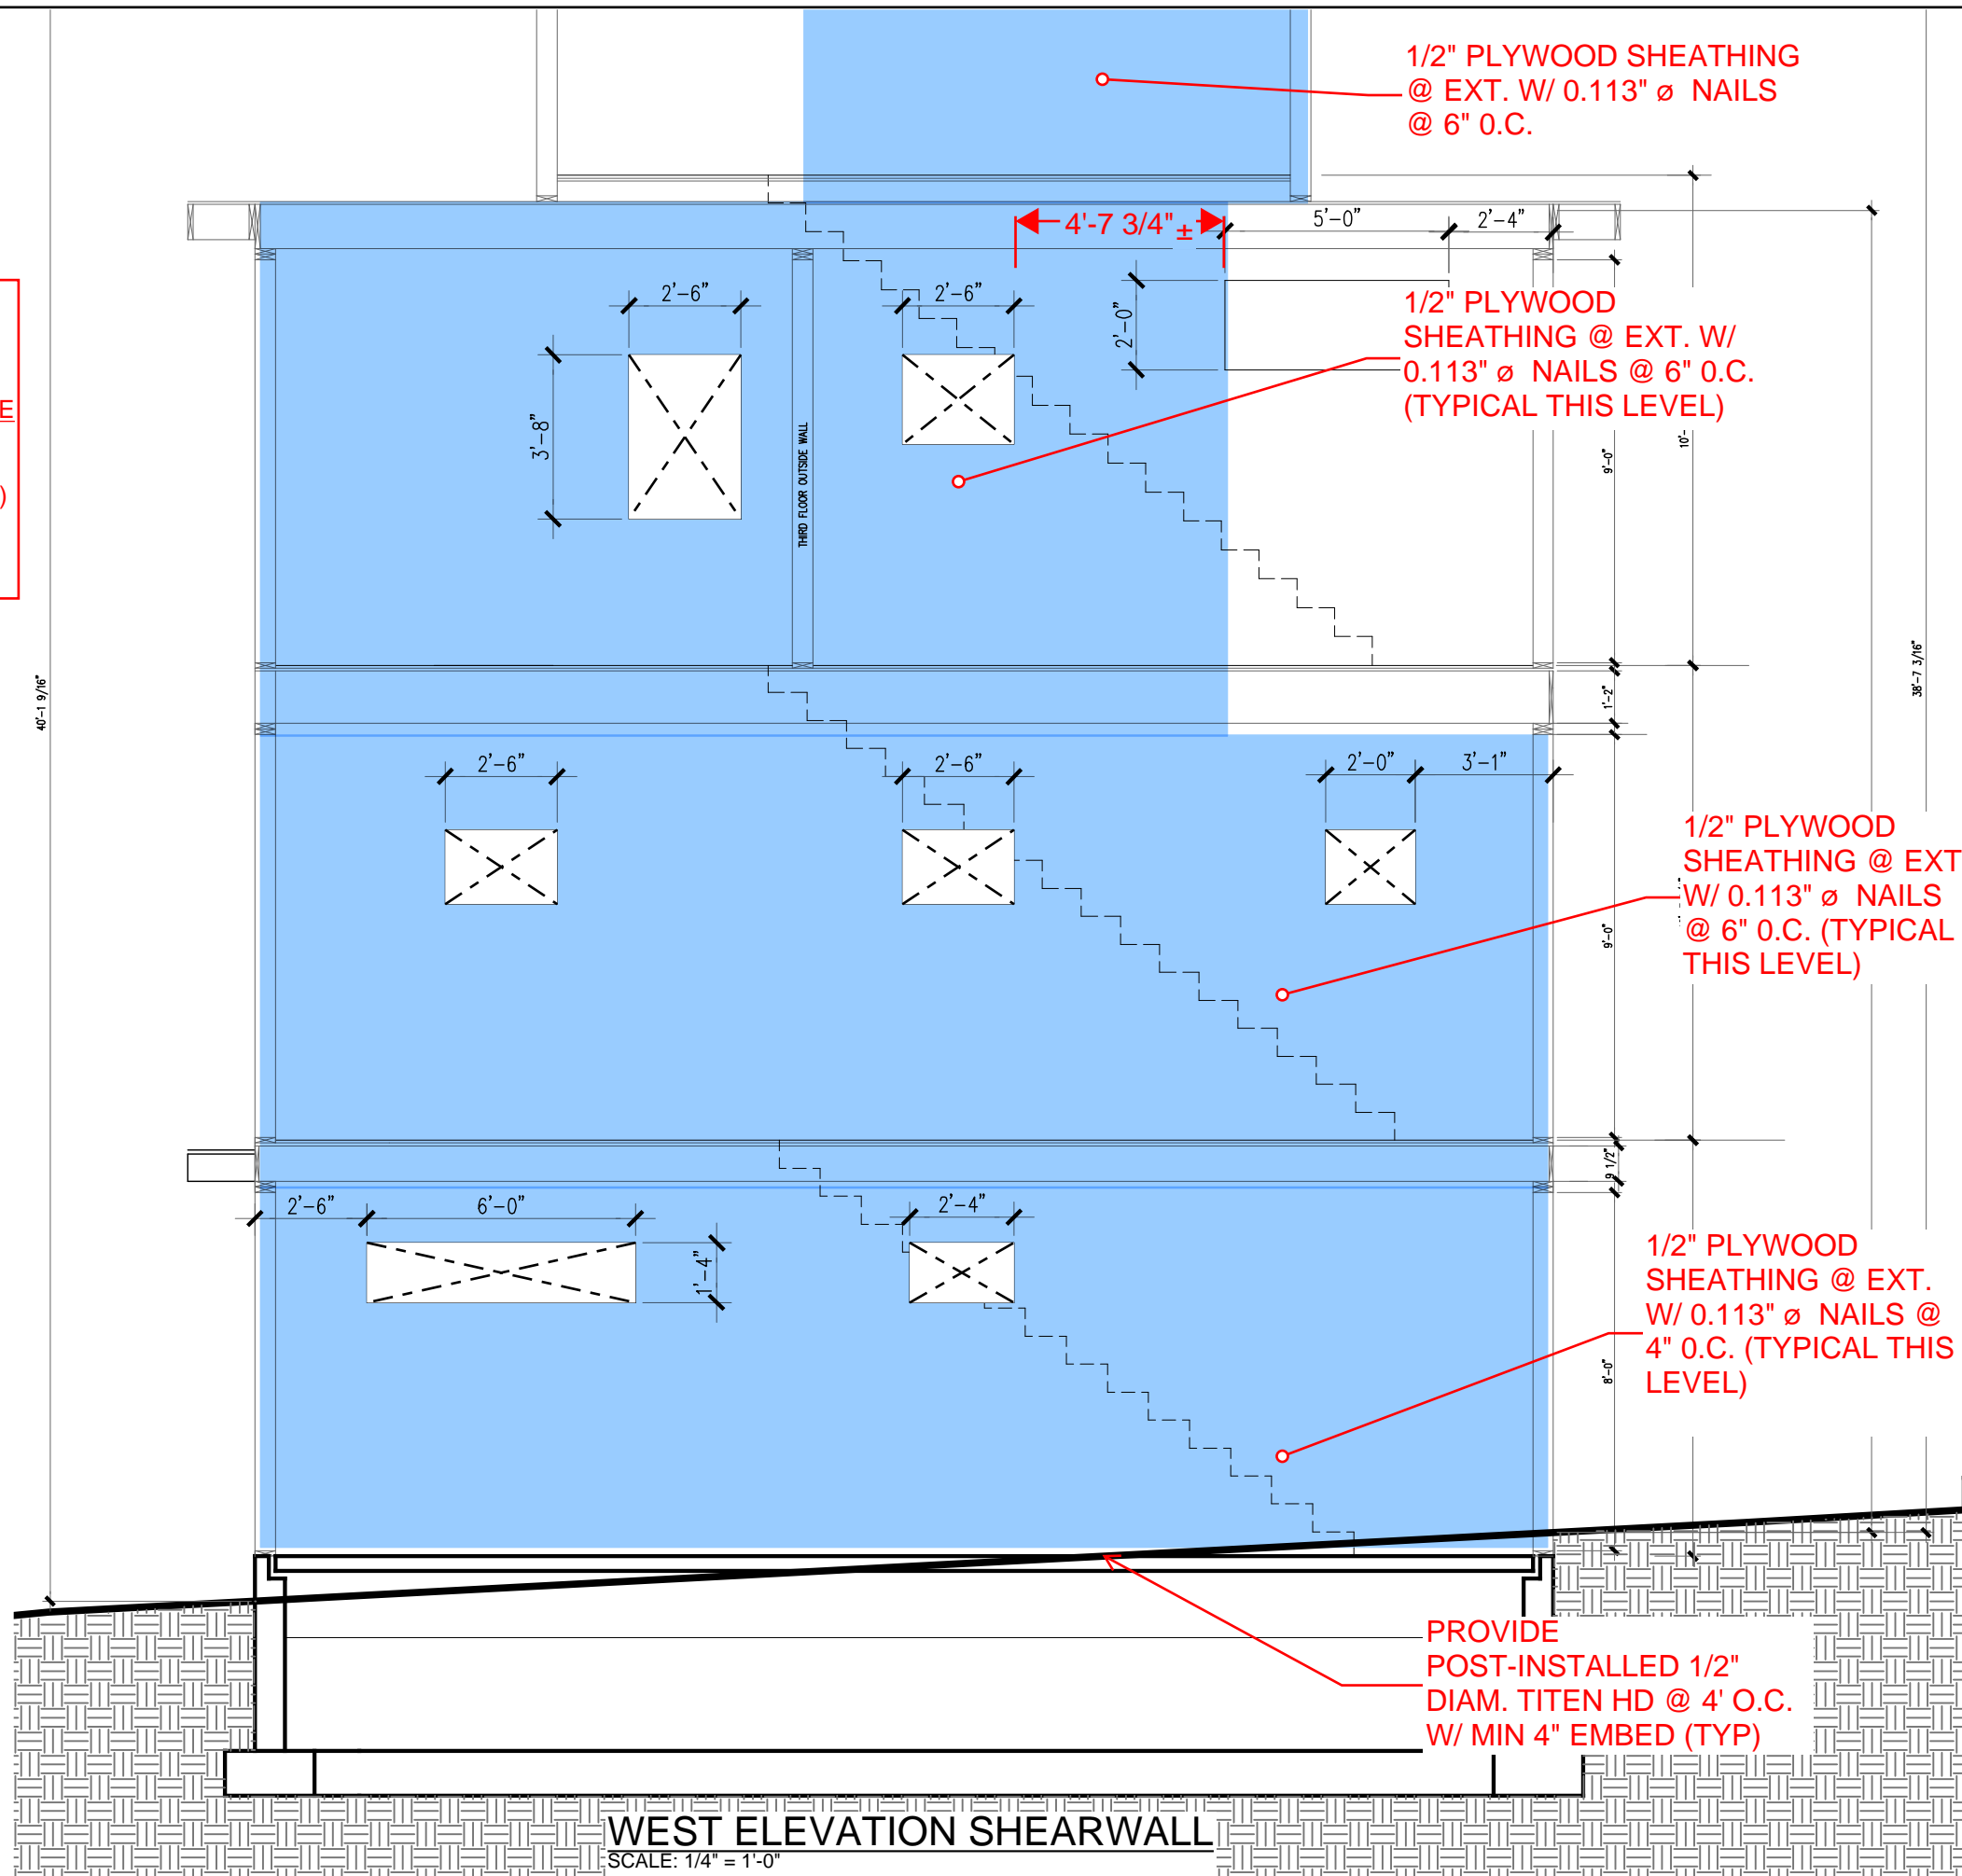 1/2" PLYWOOD SHEATHING
@ EXT. W/ 0.113" ø NAILS
@ 6" 0.C.
4'-7 3/4" ±
5'-0"
2'-4"
2'-6"
2'-6"
2'-0"
3'-8"
E
)
1/2" PLYWOOD
SHEATHING @ EXT. W/
0.113" ø NAILS @ 6" 0.C.
(TYPICAL THIS LEVEL)
THIRD FLOOR OUTSIDE WALL
9'-0"
10'-
40'-1 9/16"
38'-7 3/16"
1'-2"
2'-6"
2'-6"
2'-0"
3'-1"
1/2" PLYWOOD
SHEATHING @ EXT
W/ 0.113" ø NAILS
@ 6" 0.C. (TYPICAL
THIS LEVEL)
9'-0"
9 1/2"
2'-6"
6'-0"
2'-4"
1'-4"
1/2" PLYWOOD
SHEATHING @ EXT.
W/ 0.113" ø NAILS @
4" 0.C. (TYPICAL THIS
LEVEL)
8'-0"
PROVIDE
POST-INSTALLED 1/2"
DIAM. TITEN HD @ 4' O.C.
W/ MIN 4" EMBED (TYP)
WEST ELEVATION SHEARWALL
SCALE: 1/4" = 1'-0"